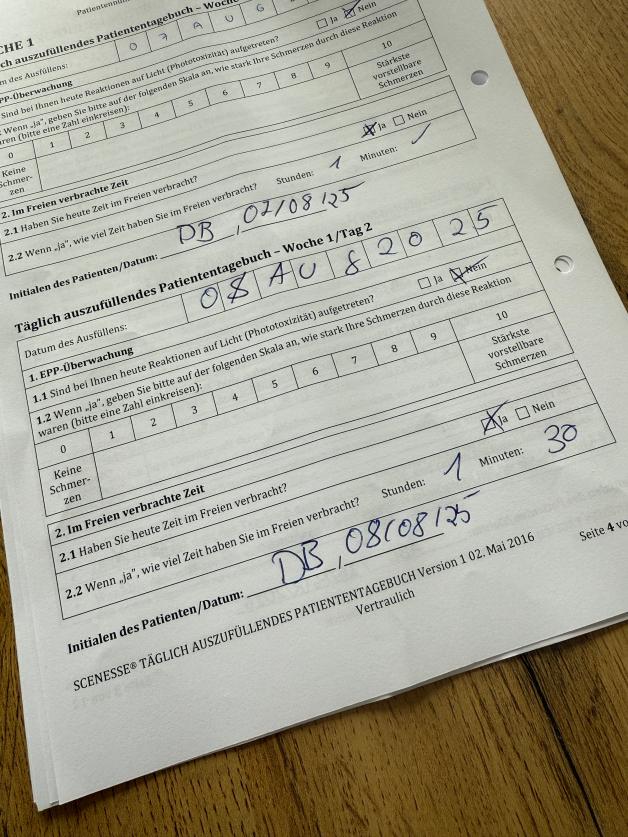 Patientennum
CHE 1
ch auszufüllendes Patiententagebuch – Woche
m des Ausfüllens: 0 7 A U G
EPP-Überwachung
Sind bei Ihnen heute Reaktionen auf Licht (Phototoxizität) aufgetreten? Ja Nein
Wenn „ja“, geben Sie bitte auf der folgenden Skala an, wie stark Ihre Schmerzen durch diese Reaktion
aren (bitte eine Zahl einkreisen):
0 1 2 3 4 5 6 7 8 9 10
Keine Schmer-zen
Stärkste vorstellbare Schmerzen
2. Im Freien verbrachte Zeit
2.1 Haben Sie heute Zeit im Freien verbracht? Ja Nein
2.2 Wenn „ja“, wie viel Zeit haben Sie im Freien verbracht? Stunden: 1 Minuten:
Initialen des Patienten/Datum: DB, 07/08/25
Täglich auszufüllendes Patiententagebuch – Woche 1/Tag 2
Datum des Ausfüllens: 0 8 A U 8 2 0 2 5
1. EPP-Überwachung
1.1 Sind bei Ihnen heute Reaktionen auf Licht (Phototoxizität) aufgetreten? Ja Nein
1.2 Wenn „ja“, geben Sie bitte auf der folgenden Skala an, wie stark Ihre Schmerzen durch diese Reaktion
waren (bitte eine Zahl einkreisen):
0 1 2 3 4 5 6 7 8 9 10
Keine
Schmer-
zen
Stärkste
vorstellbare
Schmerzen
2. Im Freien verbrachte Zeit
2.1 Haben Sie heute Zeit im Freien verbracht? Ja Nein
2.2 Wenn „ja“, wie viel Zeit haben Sie im Freien verbracht? Stunden: 1 Minuten: 30
Initialen des Patienten/Datum: DB, 08/08/25
SCENESSE® TÄGLICH AUSZUFÜLLENDES PATIENTENTAGEBUCH Version 1 02. Mai 2016
Vertraulich
Seite 4 vo